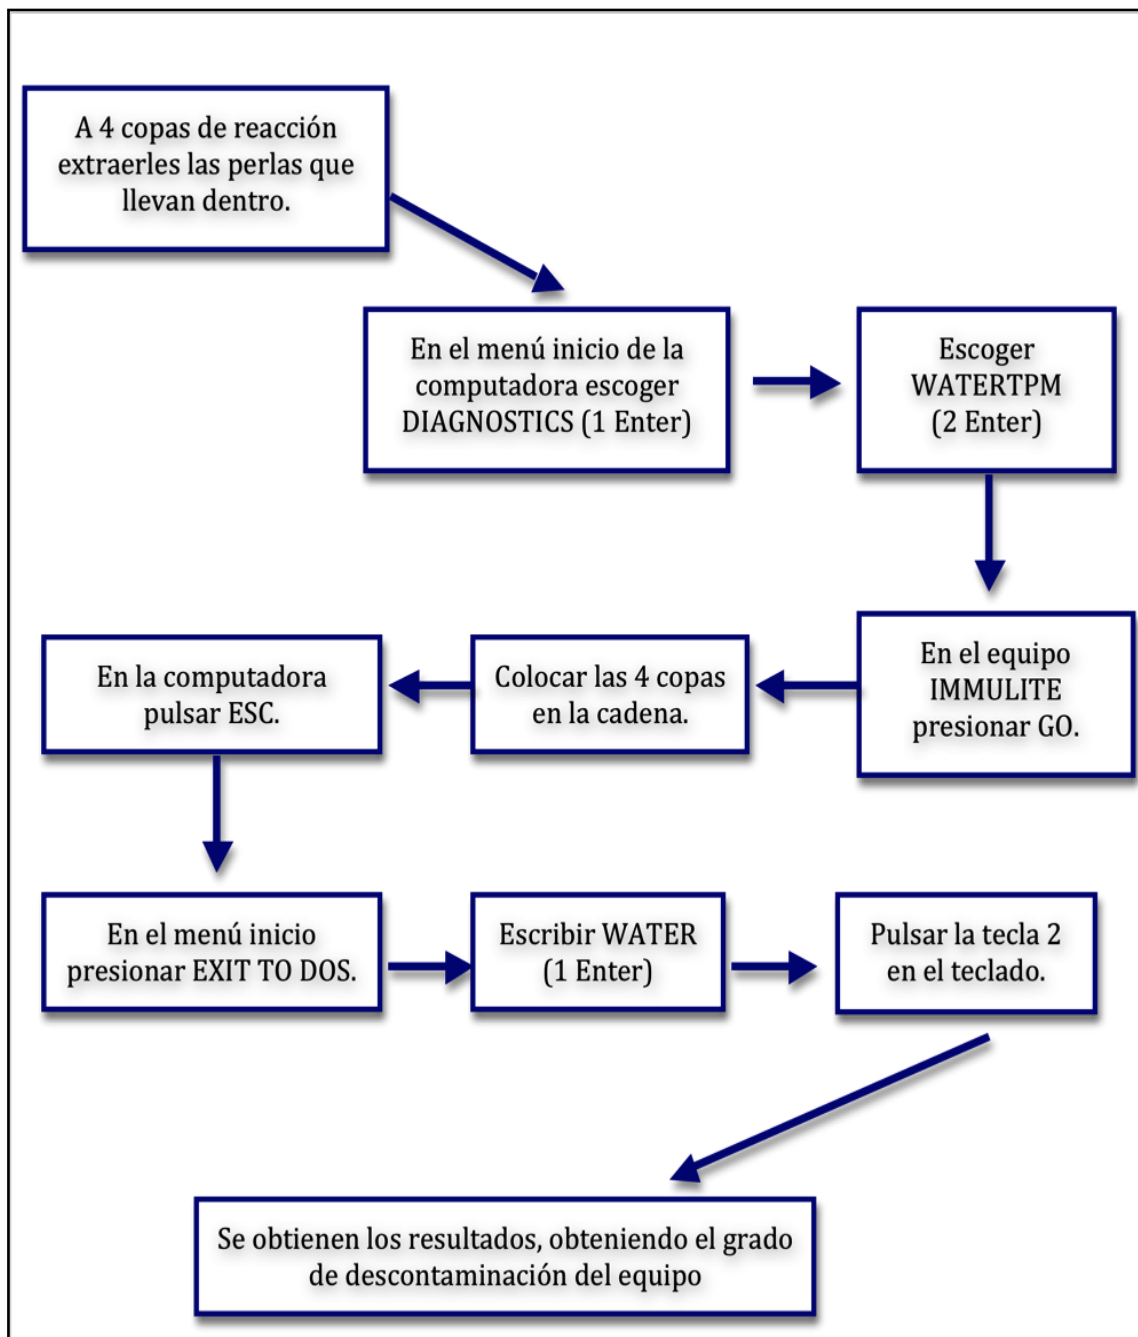 A 4 copas de reacción
extraerles las perlas que
llevan dentro.
En el menú inicio de la
computadora escoger
DIAGNOSTICS (1 Enter)
Escoger
WATERTPM
(2 Enter)
En el equipo
IMMULITE
presionar GO.
Colocar las 4 copas
en la cadena.
En la computadora
pulsar ESC.
En el menú inicio
presionar EXIT TO DOS.
Escribir WATER
(1 Enter)
Pulsar la tecla 2
en el teclado.
Se obtienen los resultados, obteniendo el grado
de descontaminación del equipo